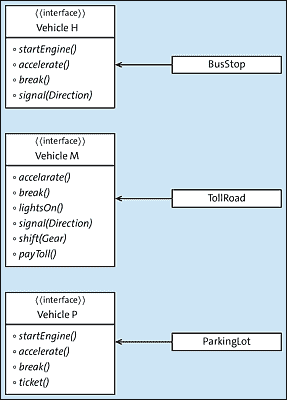 ⟨⟨interface⟩⟩
Vehicle H
startEngine()
accelerate()
break()
signal(Direction)
BusStop
⟨⟨interface⟩⟩
Vehicle M
accelarate()
break()
lightsOn()
signal(Direction)
shift(Gear)
payToll()
TollRoad
⟨⟨interface⟩⟩
Vehicle P
startEngine()
accelerate()
break()
ticket()
ParkingLot